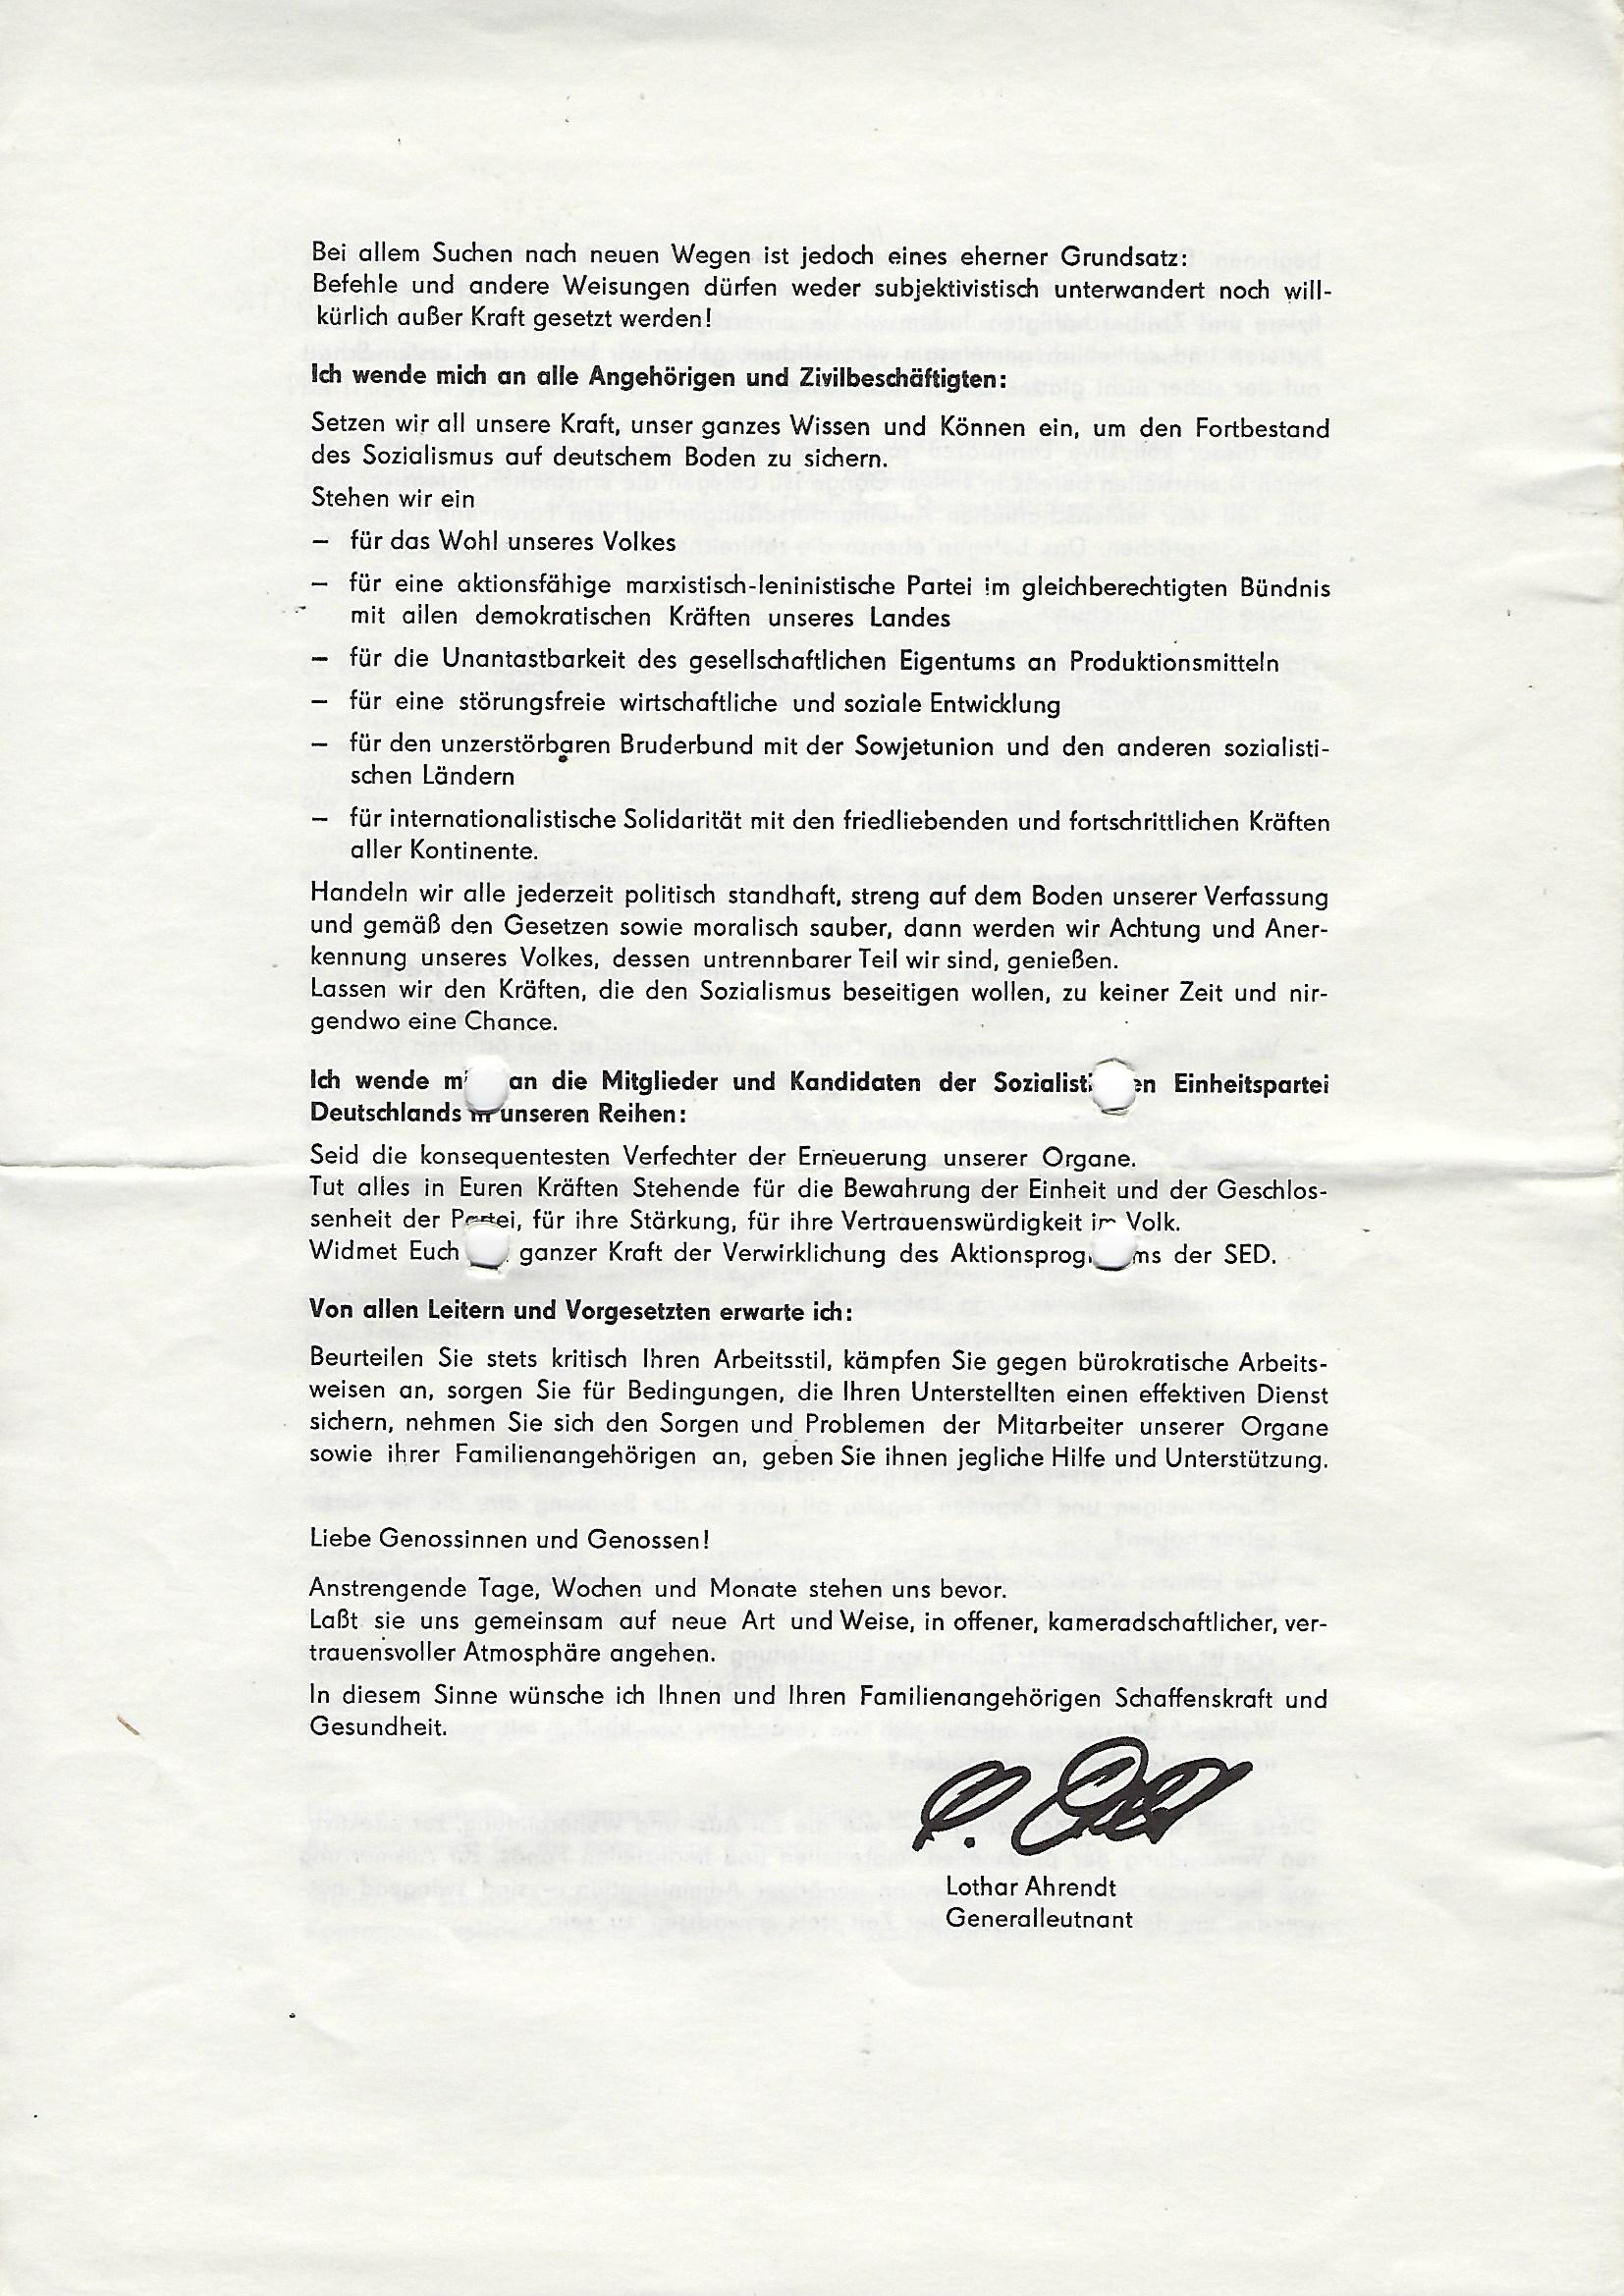 Bei allem Suchen nach neuen Wegen ist jedoch eines eherner Grundsatz:
Befehle und andere Weisungen dürfen weder subjektivistisch unterwandert noch will-
kürlich außer Kraft gesetzt werden!
Ich wende mich an alle Angehörigen und Zivilbeschäftigten:
Setzen wir all unsere Kraft, unser ganzes Wissen und Können ein, um den Fortbestand
des Sozialismus auf deutschem Boden zu sichern.
Stehen wir ein
– für das Wohl unseres Volkes
– für eine aktionsfähige marxistisch-leninistische Partei im gleichberechtigten Bündnis
mit allen demokratischen Kräften unseres Landes
– für die Unantastbarkeit des gesellschaftlichen Eigentums an Produktionsmitteln
– für eine störungsfreie wirtschaftliche und soziale Entwicklung
– für den unzerstörbaren Bruderbund mit der Sowjetunion und den anderen sozialisti-
schen Ländern
– für internationalistische Solidarität mit den friedliebenden und fortschrittlichen Kräften
aller Kontinente.
Handeln wir alle jederzeit politisch standhaft, streng auf dem Boden unserer Verfassung
und gemäß den Gesetzen sowie moralisch sauber, dann werden wir Achtung und Aner-
kennung unseres Volkes, dessen untrennbarer Teil wir sind, genießen.
Lassen wir den Kräften, die den Sozialismus beseitigen wollen, zu keiner Zeit und nir-
gendwo eine Chance.
Ich wende m an die Mitglieder und Kandidaten der Sozialisti en Einheitspartei
Deutschlands in unseren Reihen:
Seid die konsequentesten Verfechter der Erneuerung unserer Organe.
Tut alles in Euren Kräften Stehende für die Bewahrung der Einheit und der Geschlos-
senheit der Partei, für ihre Stärkung, für ihre Vertrauenswürdigkeit im Volk.
Widmet Euch ganzer Kraft der Verwirklichung des Aktionsprog ms der SED.
Von allen Leitern und Vorgesetzten erwarte ich:
Beurteilen Sie stets kritisch Ihren Arbeitsstil, kämpfen Sie gegen bürokratische Arbeits-
weisen an, sorgen Sie für Bedingungen, die Ihren Unterstellten einen effektiven Dienst
sichern, nehmen Sie sich den Sorgen und Problemen der Mitarbeiter unserer Organe
sowie ihrer Familienangehörigen an, geben Sie ihnen jegliche Hilfe und Unterstützung.
Liebe Genossinnen und Genossen!
Anstrengende Tage, Wochen und Monate stehen uns bevor.
Laßt sie uns gemeinsam auf neue Art und Weise, in offener, kameradschaftlicher, ver-
trauensvoller Atmosphäre angehen.
In diesem Sinne wünsche ich Ihnen und Ihren Familienangehörigen Schaffenskraft und
Gesundheit.
Lothar Ahrendt
Generalleutnant